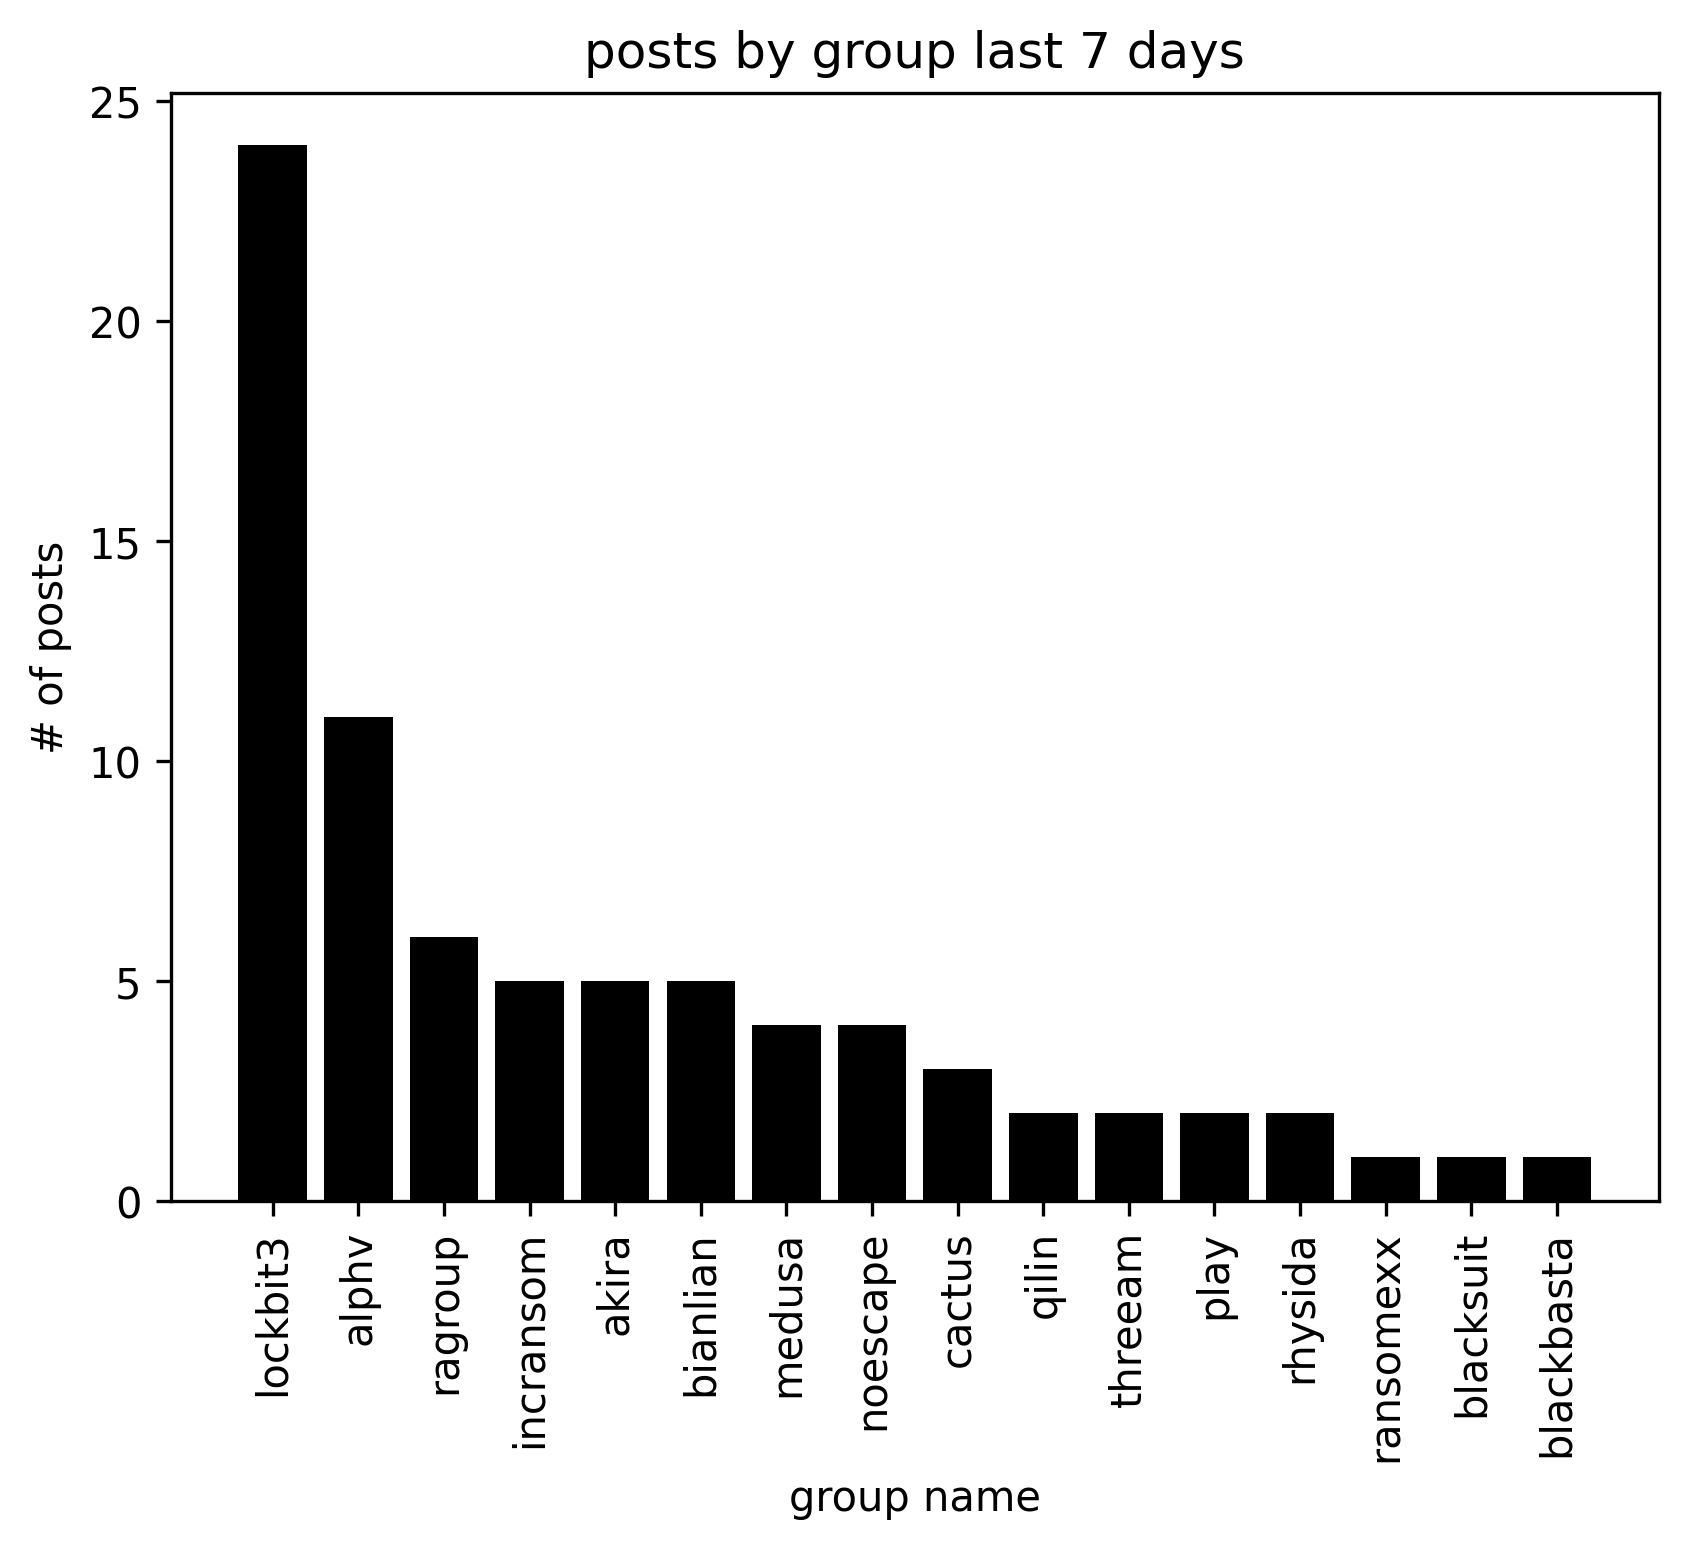 posts by group last 7 days
25
20
15
10
5
0
# of posts
lockbit3
alphv
ragroup
incransom
akira
bianlian
medusa
noescape
cactus
qilin
threeam
play
rhysida
ransomexx
blacksuit
blackbasta
group name